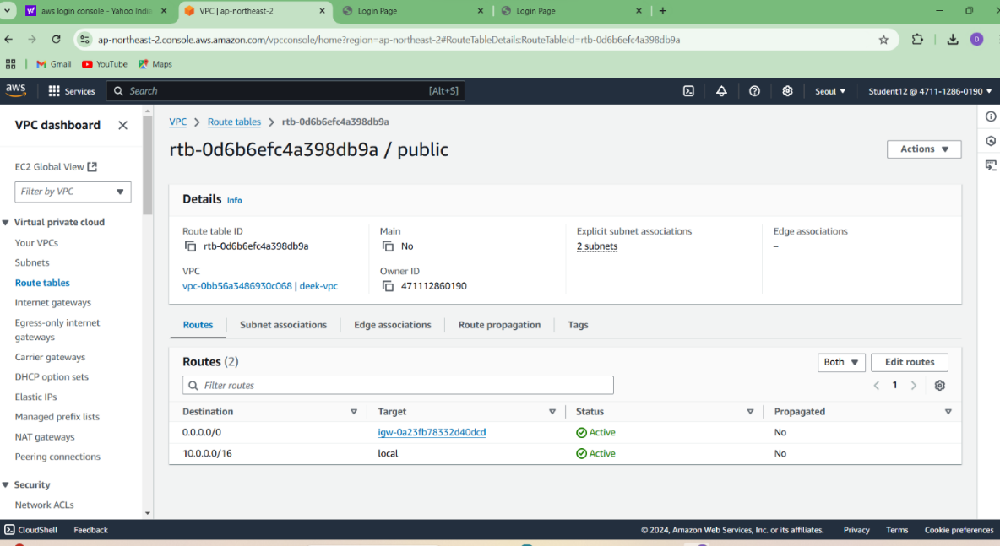 aws login console - Yahoo India
VPC | ap-northeast-2
Login Page
Login Page
ap-northeast-2.console.aws.amazon.com/vpcconsole/home?region=ap-northeast-2#RouteTableDetails:RouteTableId=rtb-0d6b6efc4a398db9a
D
Gmail YouTube Maps
aws Services Search [Alt+S] Seoul Student12 @ 4711-1286-0190
VPC dashboard
EC2 Global View
Filter by VPC
Virtual private cloud
Your VPCs
Subnets
Route tables
Internet gateways
Egress-only internet
gateways
Carrier gateways
DHCP option sets
Elastic IPs
Managed prefix lists
NAT gateways
Peering connections
Security
Network ACLs
VPC > Route tables > rtb-0d6b6efc4a398db9a
rtb-0d6b6efc4a398db9a / public
Actions
Details Info
Route table ID
rtb-0d6b6efc4a398db9a
Main
No
Explicit subnet associations
2 subnets
Edge associations
–
VPC
vpc-0bb56a3486930c068 | deek-vpc
Owner ID
471112860190
Routes Subnet associations Edge associations Route propagation Tags
Routes (2)
Both Edit routes
Filter routes
1
Destination Target Status Propagated
0.0.0.0/0 igw-0a23fb78332d40dcd Active No
10.0.0.0/16 local Active No
CloudShell Feedback © 2024, Amazon Web Services, Inc. or its affiliates. Privacy Terms Cookie preferences